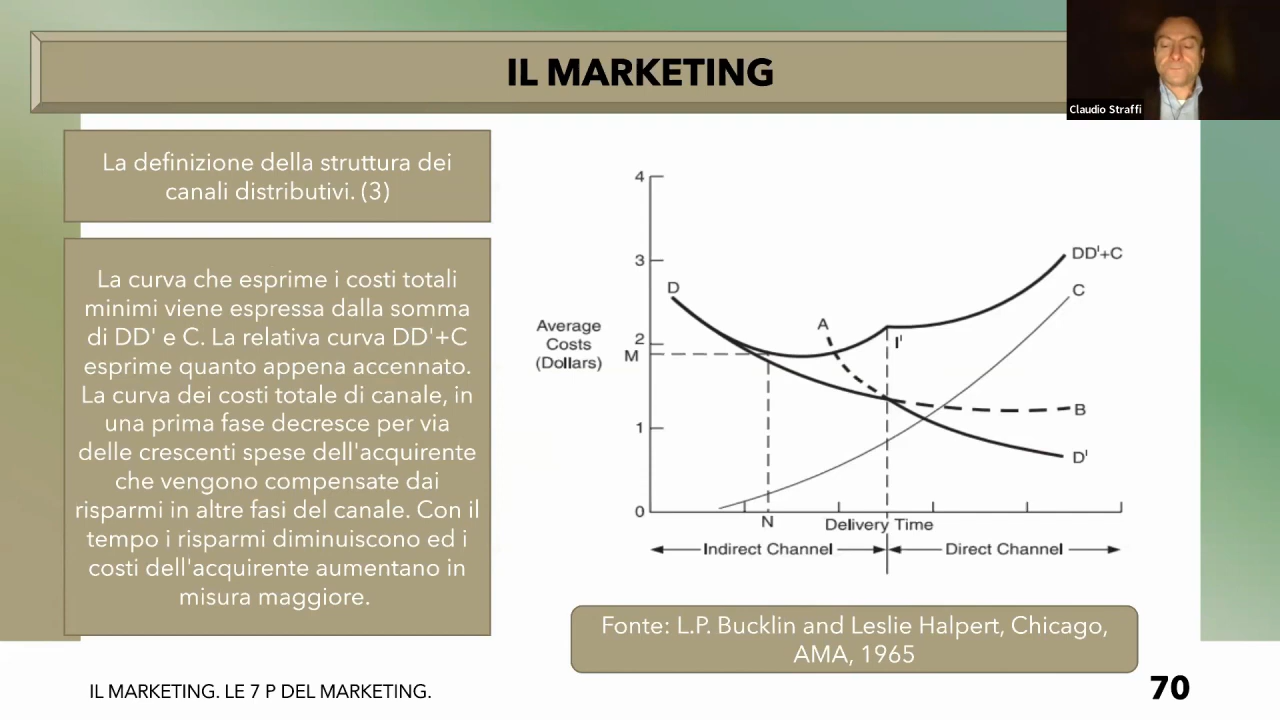 IL MARKETING
Claudio Straffi
La definizione della struttura dei
canali distributivi. (3)
La curva che esprime i costi totali
minimi viene espressa dalla somma
di DD' e C. La relativa curva DD'+C
esprime quanto appena accennato.
La curva dei costi totale di canale, in
una prima fase decresce per via
delle crescenti spese dell'acquirente
che vengono compensate dai
risparmi in altre fasi del canale. Con il
tempo i risparmi diminuiscono ed i
costi dell'acquirente aumentano in
misura maggiore.
4
3
2
M
1
0
Average
Costs
(Dollars)
D
A
I'
DD'+C
C
B
D'
N
Delivery Time
Indirect Channel
Direct Channel
Fonte: L.P. Bucklin and Leslie Halpert, Chicago,
AMA, 1965
IL MARKETING. LE 7 P DEL MARKETING.
70